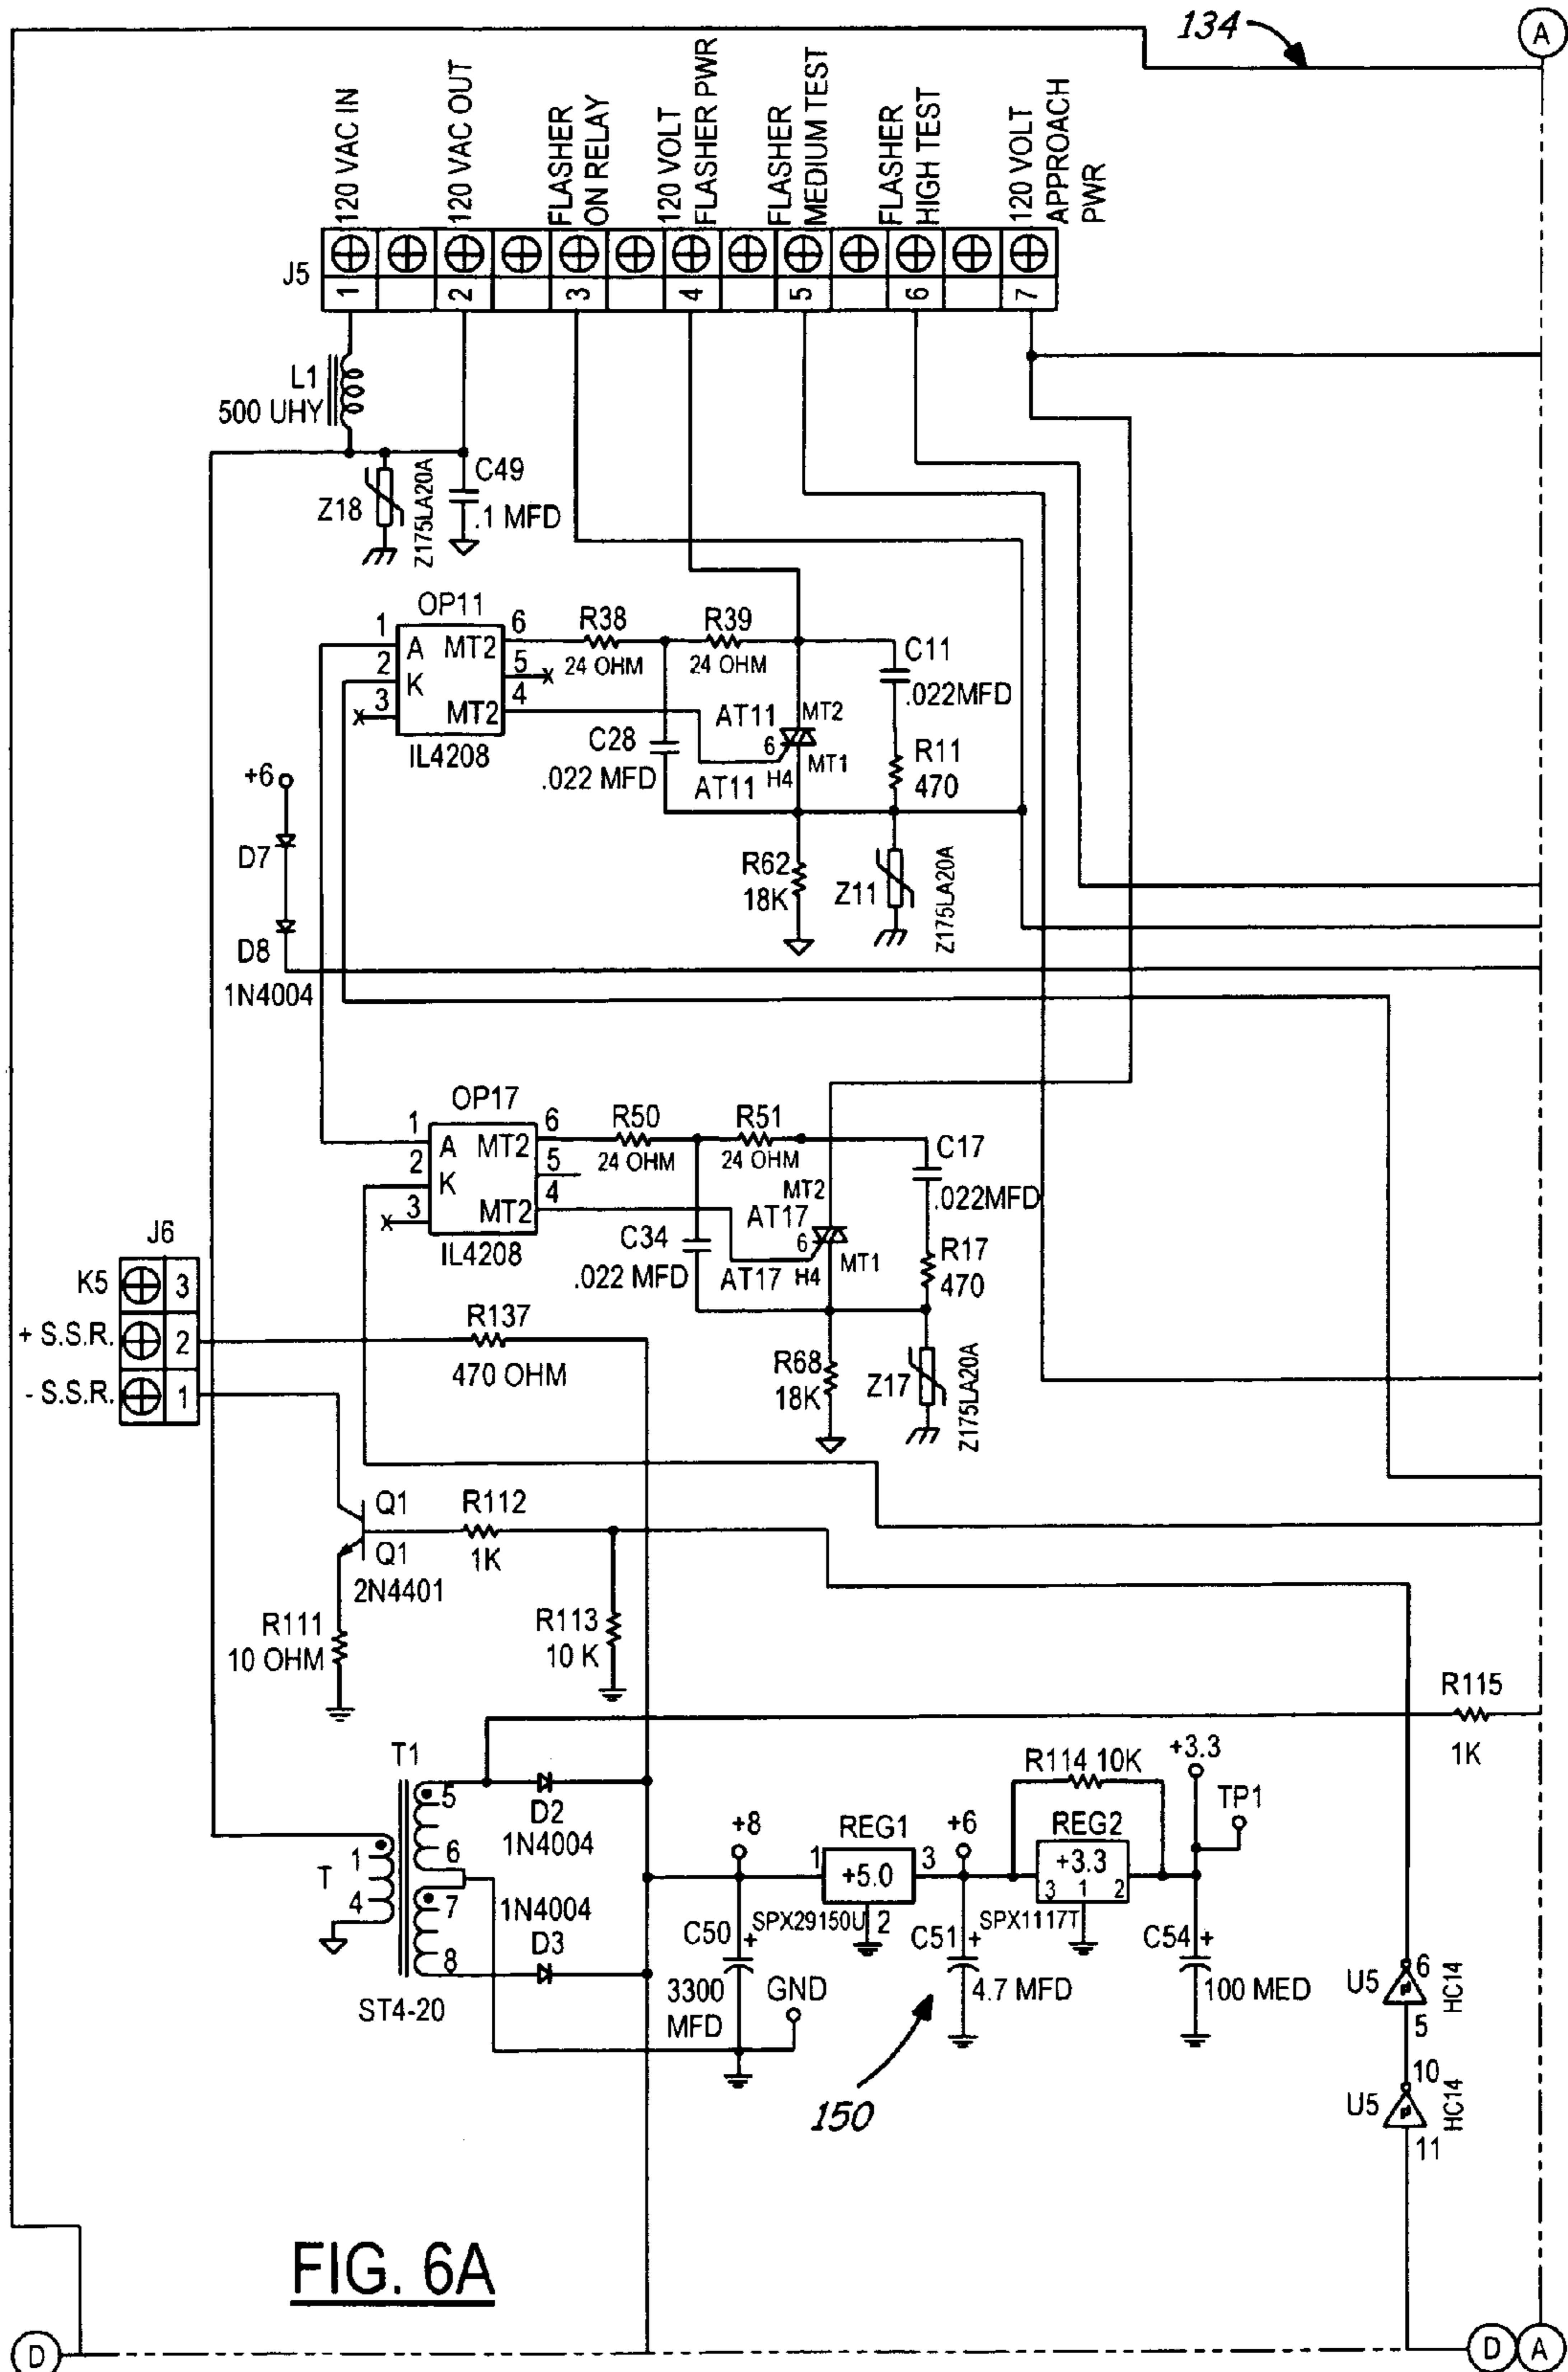 134
A
120 VAC IN
120 VAC OUT
FLASHER
ON RELAY
120 VOLT
FLASHER PWR
FLASHER
MEDIUM TEST
FLASHER
HIGH TEST
120 VOLT
APPROACH
PWR
J5
1
2
3
4
5
6
7
L1
500 UHY
Z18
Z175LA20A
C49
.1 MFD
OP11
1
2
3
A
K
MT2
MT2
6
5
4
IL4208
R38
24 OHM
R39
24 OHM
C11
.022MFD
AT11
MT2
6
H4
MT1
AT11
C28
.022 MFD
R11
470
+6
D7
D8
1N4004
R62
18K
Z11
Z175LA20A
OP17
1
2
3
A
K
MT2
MT2
6
5
4
IL4208
R50
24 OHM
R51
24 OHM
C17
.022MFD
MT2
AT17
6
H4
MT1
AT17
C34
.022 MFD
R17
470
J6
K5
3
+ S.S.R.
2
- S.S.R.
1
R137
470 OHM
R68
18K
Z17
Z175LA20A
Q1
Q1
2N4401
R112
1K
R111
10 OHM
R113
10 K
R115
1K
T1
T
1
4
5
6
7
8
ST4-20
D2
1N4004
1N4004
D3
+8
REG1
1
+5.0
3
SPX29150U
2
+6
R114 10K
REG2
+3.3
3
1
2
SPX1117T
+3.3
TP1
C50
+
3300
MFD
GND
C51
+
4.7 MFD
C54
+
100 MED
150
U5
6
HC14
5
U5
10
HC14
11
FIG. 6A
D
D
A